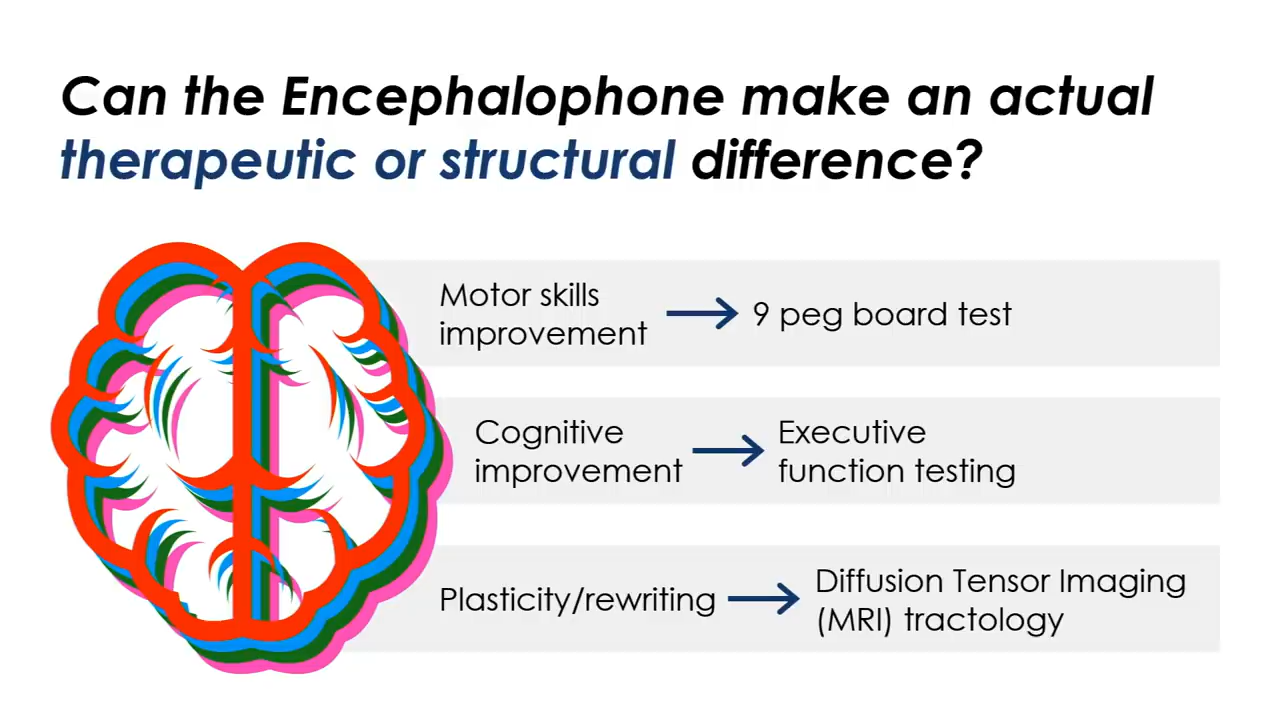 Can the Encephalophone make an actual
therapeutic or structural difference?
Motor skills
improvement
9 peg board test
Cognitive
improvement
Executive
function testing
Plasticity/rewriting
Diffusion Tensor Imaging
(MRI) tractology